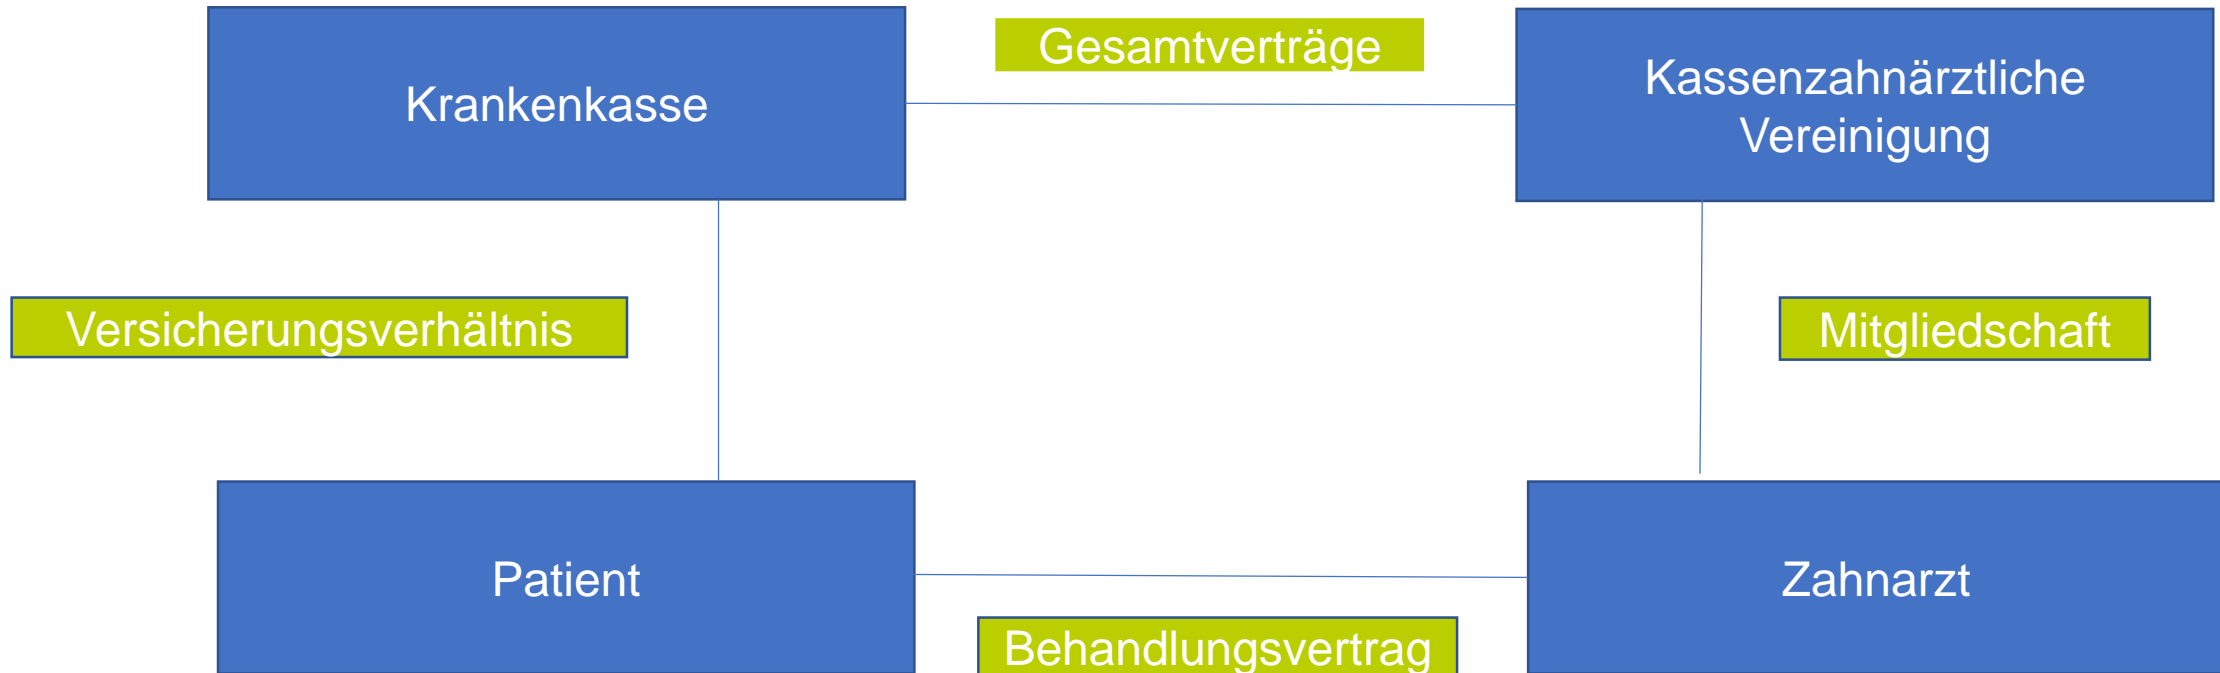 Gesamtverträge
Krankenkasse
Kassenzahnärztliche
Vereinigung
Versicherungsverhältnis
Mitgliedschaft
Patient
Zahnarzt
Behandlungsvertrag